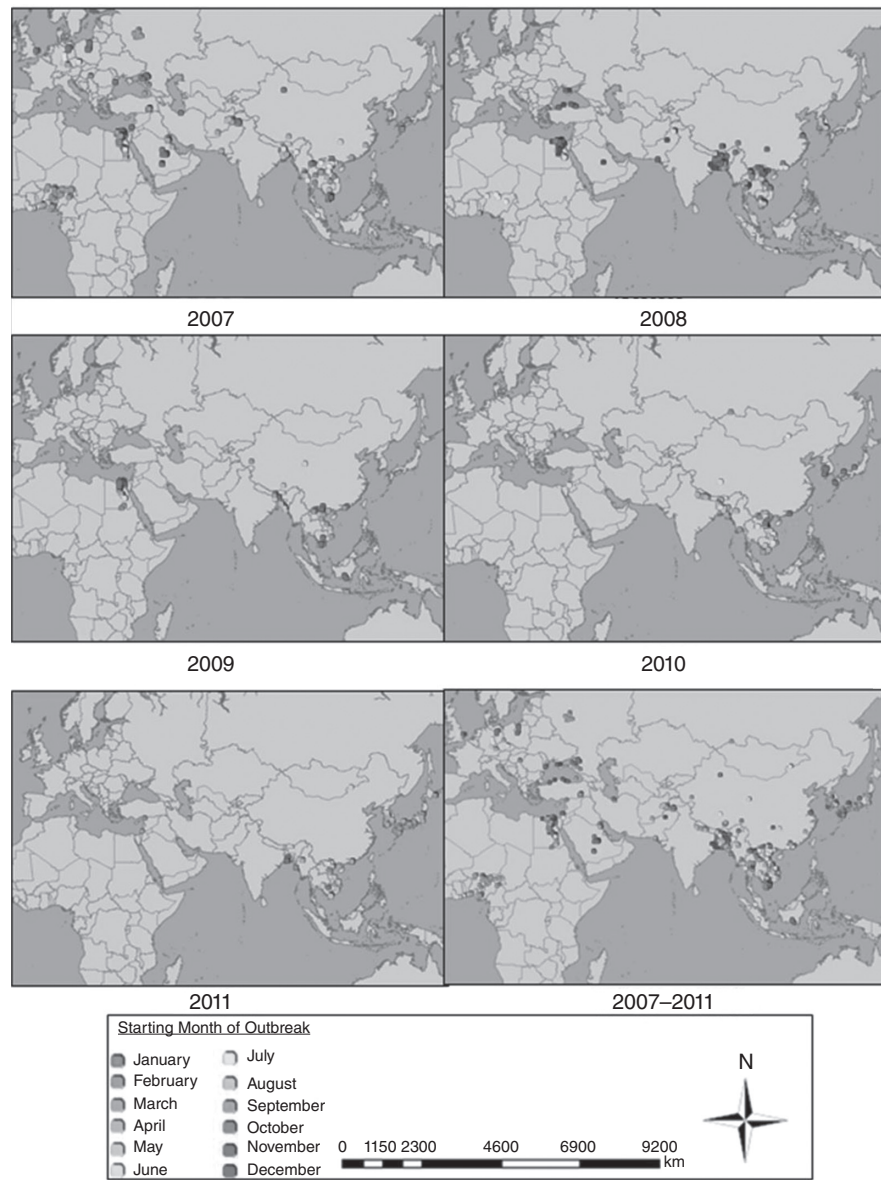 2007
2008
2009
2010
2011
2007–2011
Starting Month of Outbreak
January
February
March
April
May
June
July
August
September
October
November
December
0 1150 2300 4600 6900 9200
km
N